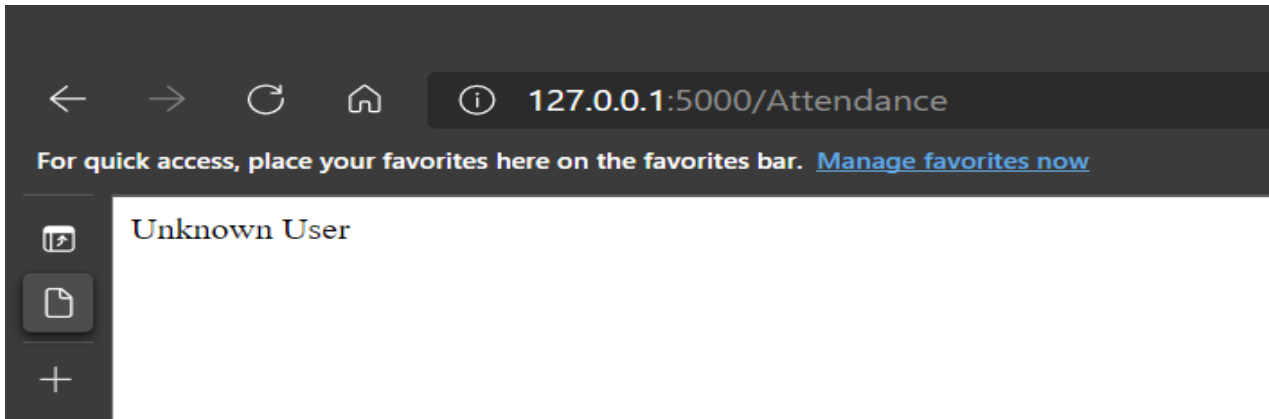 127.0.0.1:5000/Attendance
For quick access, place your favorites here on the favorites bar. Manage favorites now
Unknown User